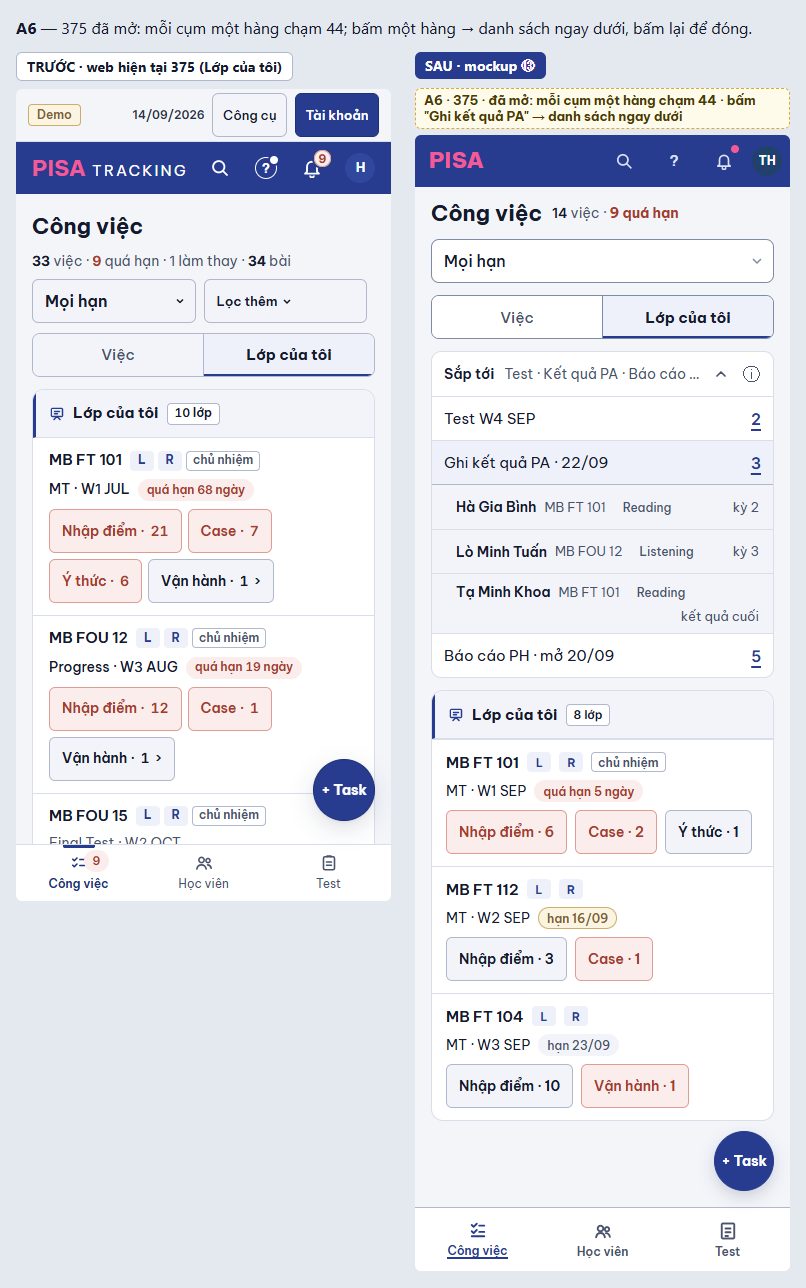 A6 — 375 đã mở: mỗi cụm một hàng chạm 44; bấm một hàng → danh sách ngay dưới, bấm lại để đóng.
TRƯỚC · web hiện tại 375 (Lớp của tôi)
Demo 14/09/2026 Công cụ Tài khoản
PISA TRACKING ? 9 H
Công việc
33 việc · 9 quá hạn · 1 làm thay · 34 bài
Mọi hạn Lọc thêm
Việc Lớp của tôi
Lớp của tôi 10 lớp
MB FT 101 L R chủ nhiệm
MT · W1 JUL quá hạn 68 ngày
Nhập điểm · 21 Case · 7
Ý thức · 6 Vận hành · 1 ›
MB FOU 12 L R chủ nhiệm
Progress · W3 AUG quá hạn 19 ngày
Nhập điểm · 12 Case · 1
Vận hành · 1 ›
+ Task
MB FOU 15 L R chủ nhiệm
Final Test · W2 OCT
9
Công việc Học viên Test
SAU · mockup
A6 · 375 · đã mở: mỗi cụm một hàng chạm 44 · bấm
"Ghi kết quả PA" → danh sách ngay dưới
PISA ? TH
Công việc 14 việc · 9 quá hạn
Mọi hạn
Việc Lớp của tôi
Sắp tới Test · Kết quả PA · Báo cáo ...
Test W4 SEP 2
Ghi kết quả PA · 22/09 3
Hà Gia Bình MB FT 101 Reading kỳ 2
Lò Minh Tuấn MB FOU 12 Listening kỳ 3
Tạ Minh Khoa MB FT 101 Reading
kết quả cuối
Báo cáo PH · mở 20/09 5
Lớp của tôi 8 lớp
MB FT 101 L R chủ nhiệm
MT · W1 SEP quá hạn 5 ngày
Nhập điểm · 6 Case · 2 Ý thức · 1
MB FT 112 L R
MT · W2 SEP hạn 16/09
Nhập điểm · 3 Case · 1
MB FT 104 L R
MT · W3 SEP hạn 23/09
Nhập điểm · 10 Vận hành · 1
+ Task
Công việc Học viên Test